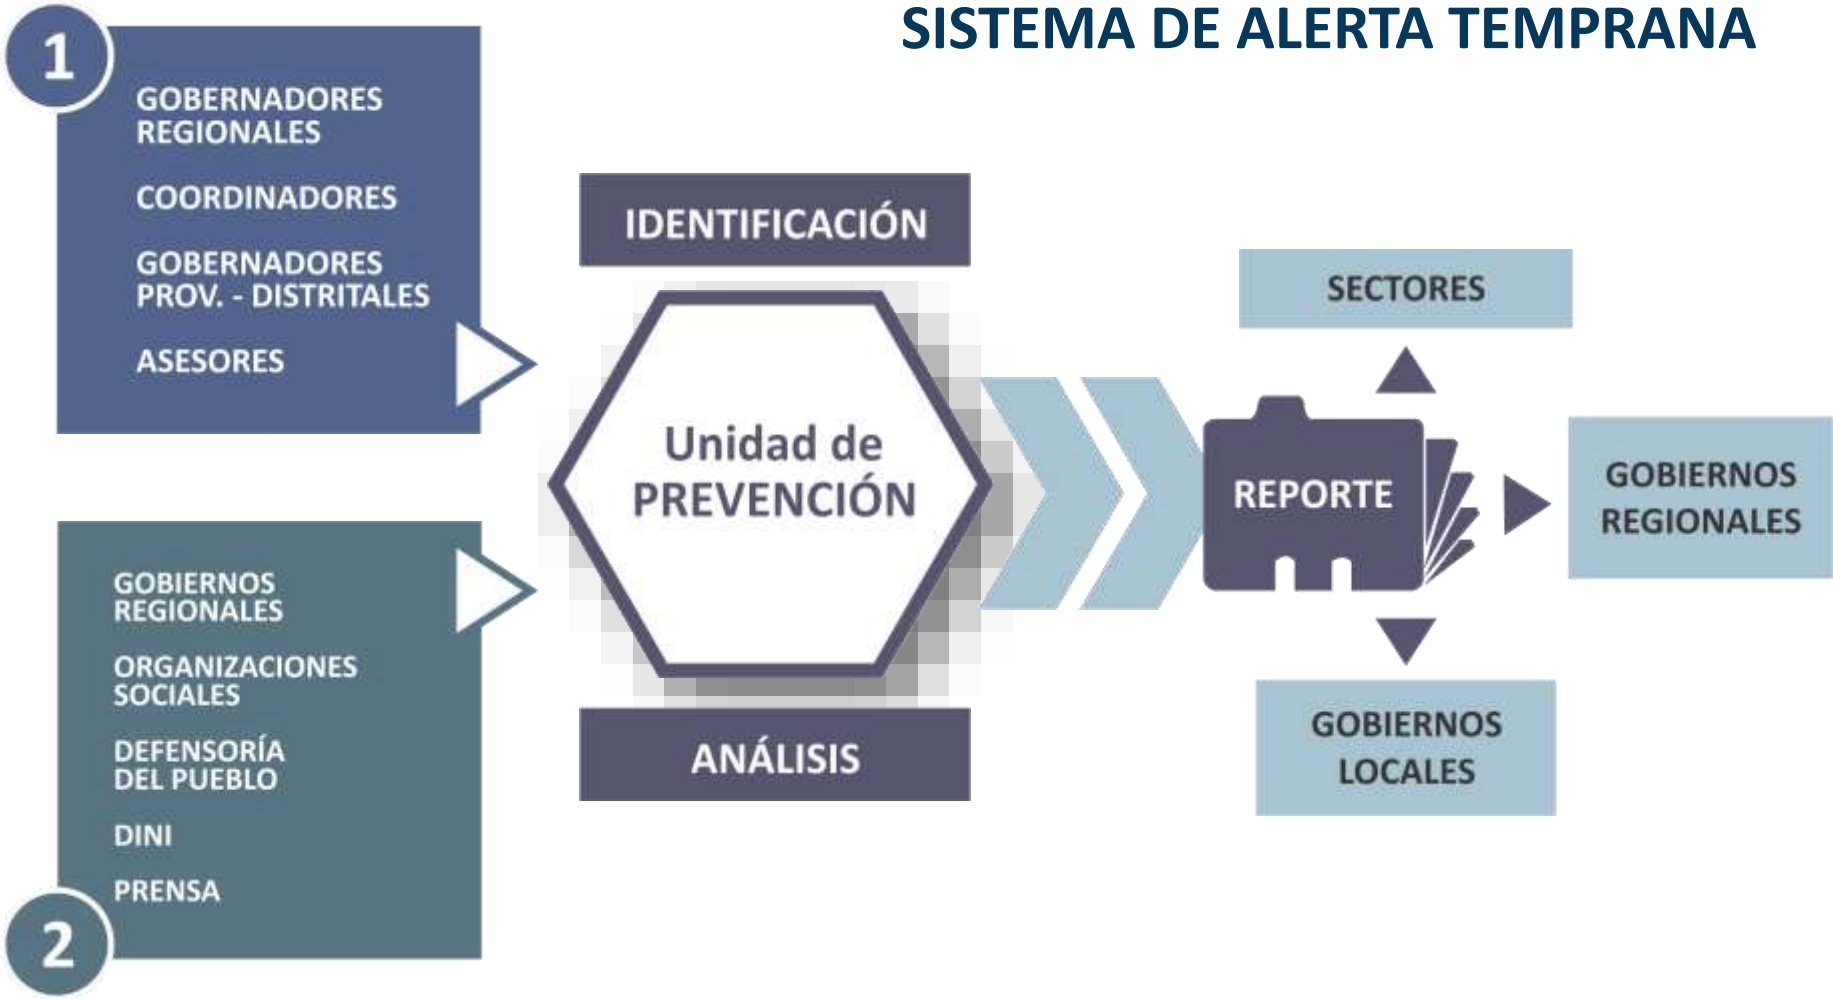 SISTEMA DE ALERTA TEMPRANA
1
GOBERNADORES
REGIONALES
COORDINADORES
GOBERNADORES
PROV. - DISTRITALES
ASESORES
2
GOBIERNOS
REGIONALES
ORGANIZACIONES
SOCIALES
DEFENSORÍA
DEL PUEBLO
DINI
PRENSA
IDENTIFICACIÓN
Unidad de
PREVENCIÓN
ANÁLISIS
REPORTE
SECTORES
GOBIERNOS
REGIONALES
GOBIERNOS
LOCALES